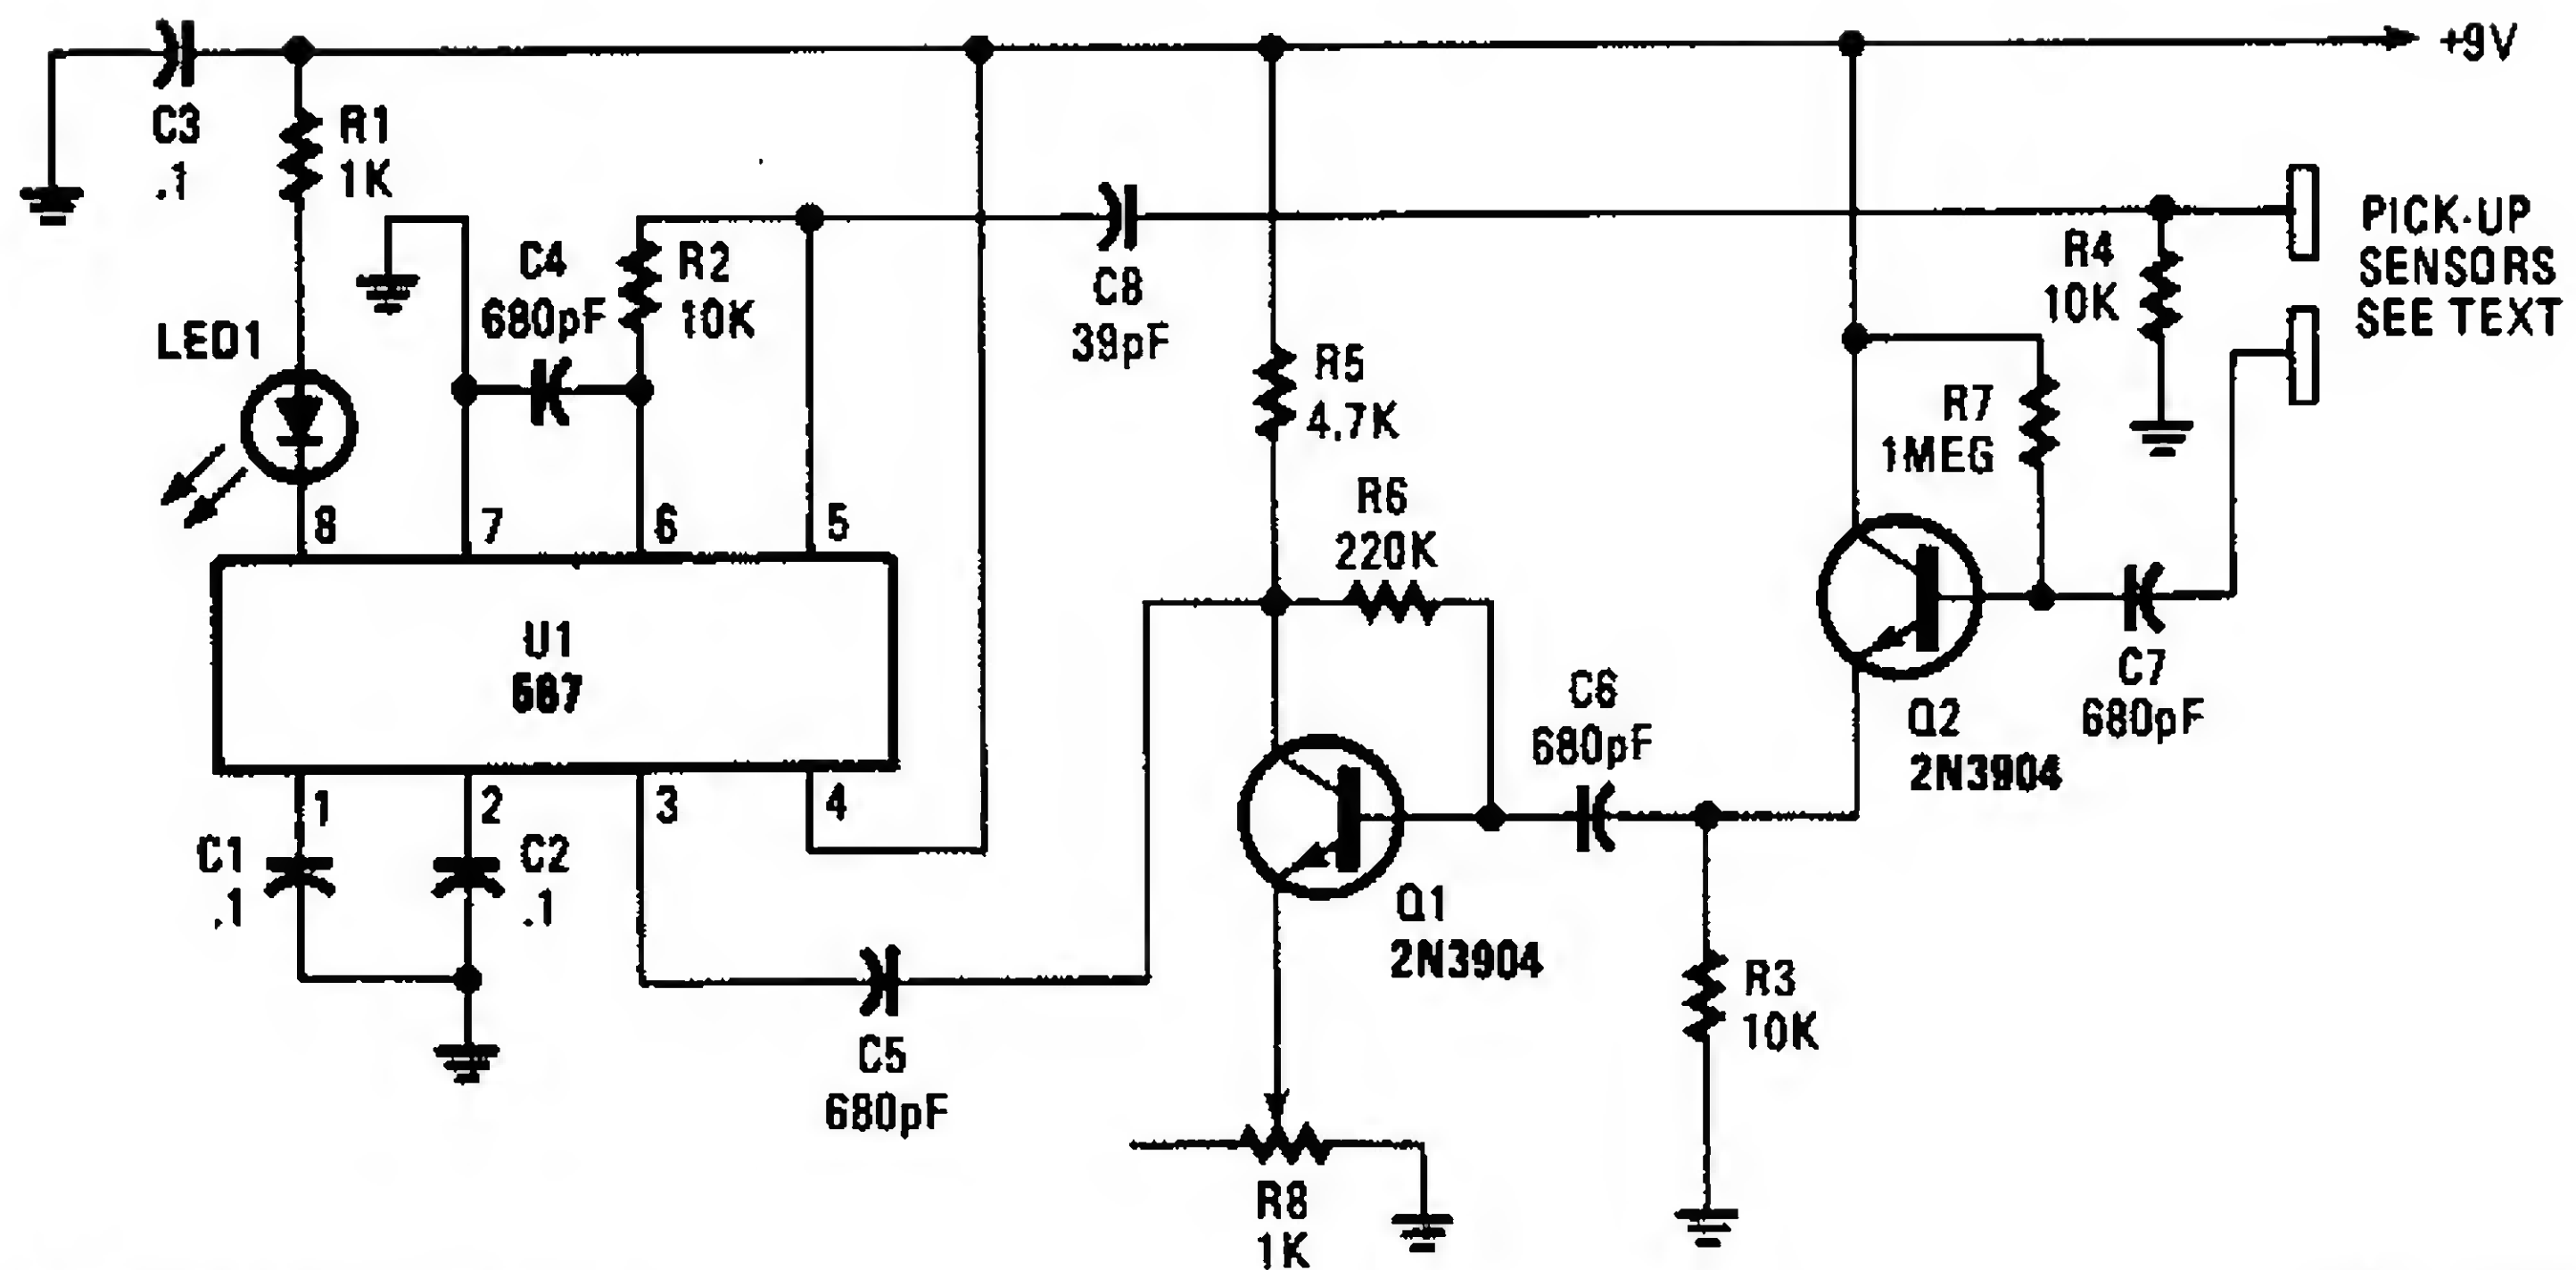 +9V
C3
.1
R1
1K
PICK-UP
SENSORS
SEE TEXT
C4
680pF
R2
10K
C8
39pF
R4
10K
LED1
R5
4.7K
R7
1MEG
R6
220K
8
7
6
5
U1
567
C6
680pF
Q2
2N3904
C7
680pF
1
2
3
4
C1
.1
C2
.1
Q1
2N3904
R3
10K
C5
680pF
R8
1K